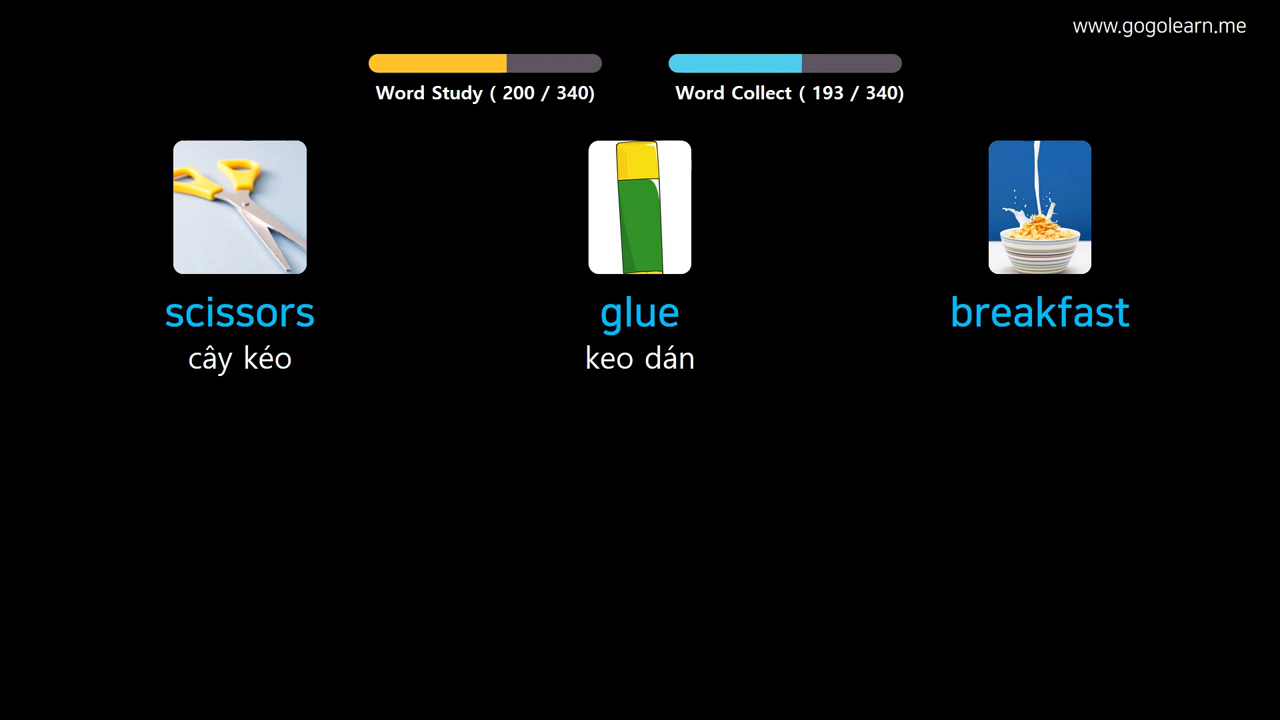 www.gogolearn.me
Word Study ( 200 / 340)
Word Collect ( 193 / 340)
scissors
glue
breakfast
cây kéo
keo dán